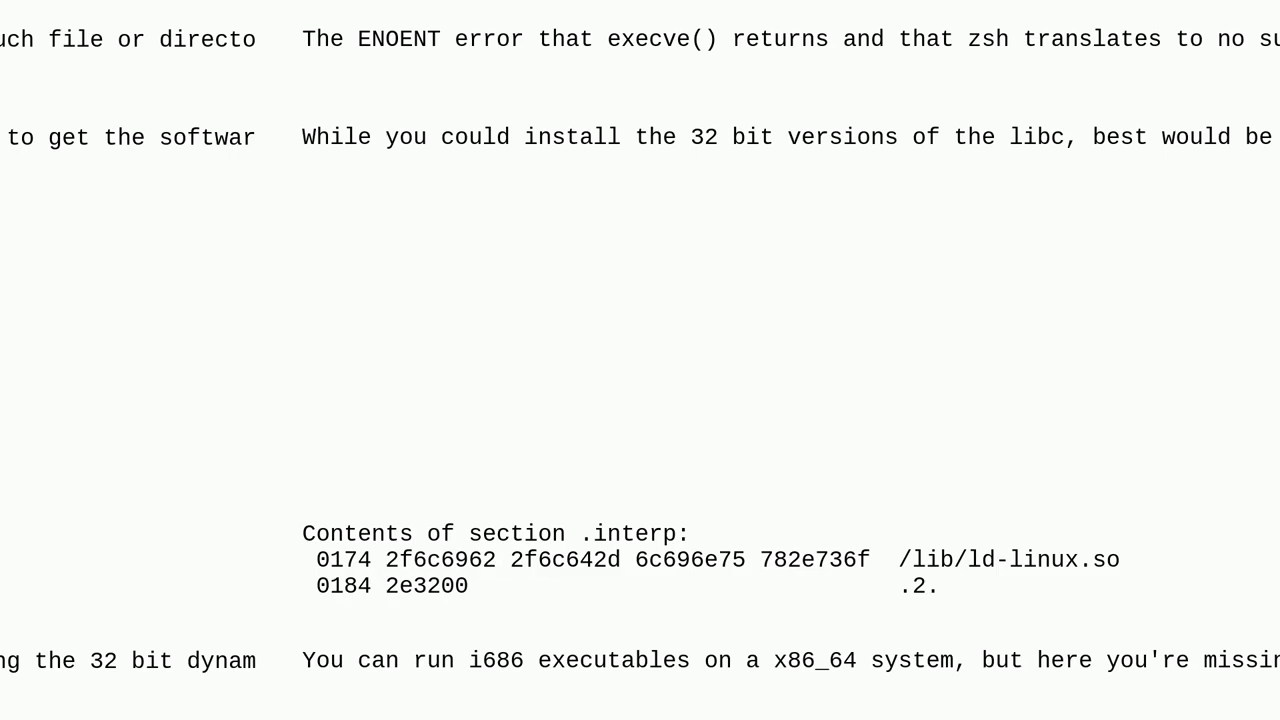 uch file or directo The ENOENT error that execve() returns and that zsh translates to no su
to get the softwar While you could install the 32 bit versions of the libc, best would be
Contents of section .interp:
0174 2f6c6962 2f6c642d 6c696e75 782e736f /lib/ld-linux.so
0184 2e3200 .2.
ng the 32 bit dynam You can run i686 executables on a x86_64 system, but here you're missin